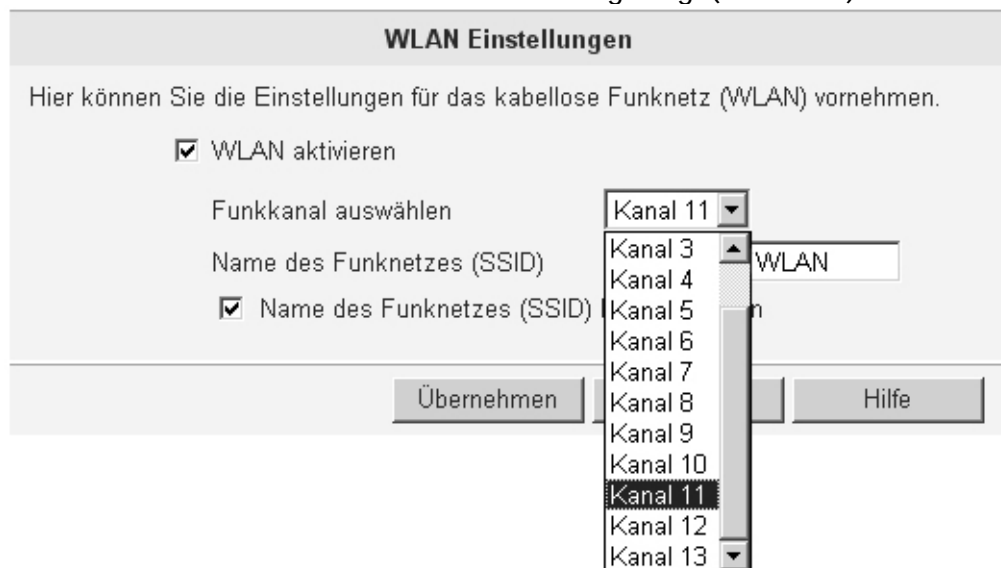 WLAN Einstellungen
Hier können Sie die Einstellungen für das kabellose Funknetz (WLAN) vornehmen.
WLAN aktivieren
Funkkanal auswählen Kanal 11
Name des Funknetzes (SSID) WLAN
Name des Funknetzes (SSID)
Kanal 3
Kanal 4
Kanal 5
Kanal 6
Kanal 7
Kanal 8
Kanal 9
Kanal 10
Kanal 11
Kanal 12
Kanal 13
Übernehmen
Hilfe